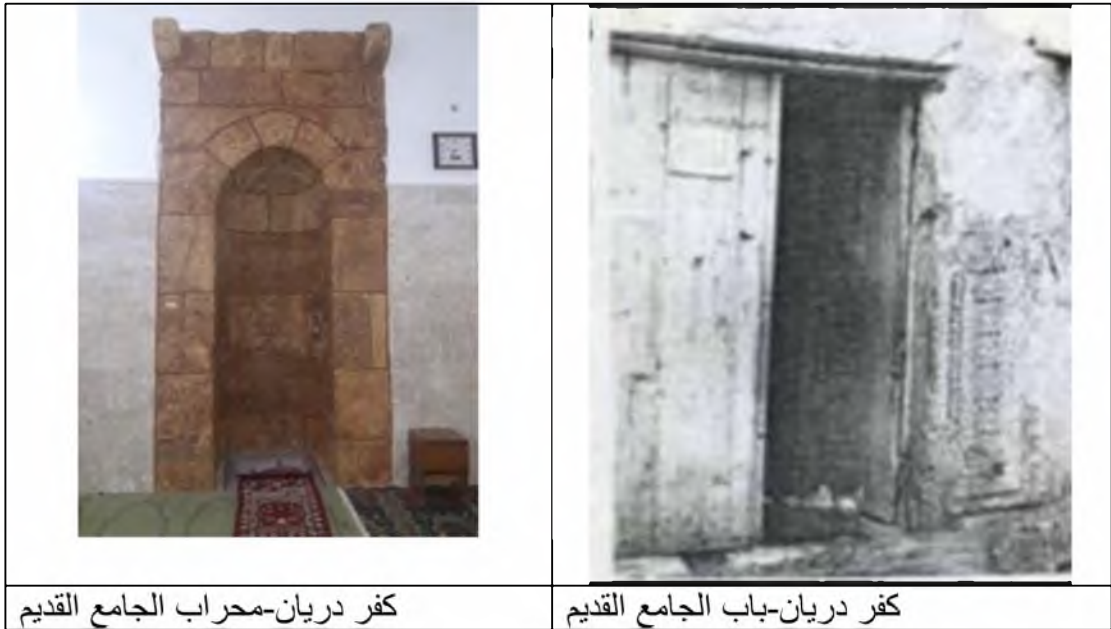 كفر دريان-باب الجامع القديم
كفر دريان-محراب الجامع القديم